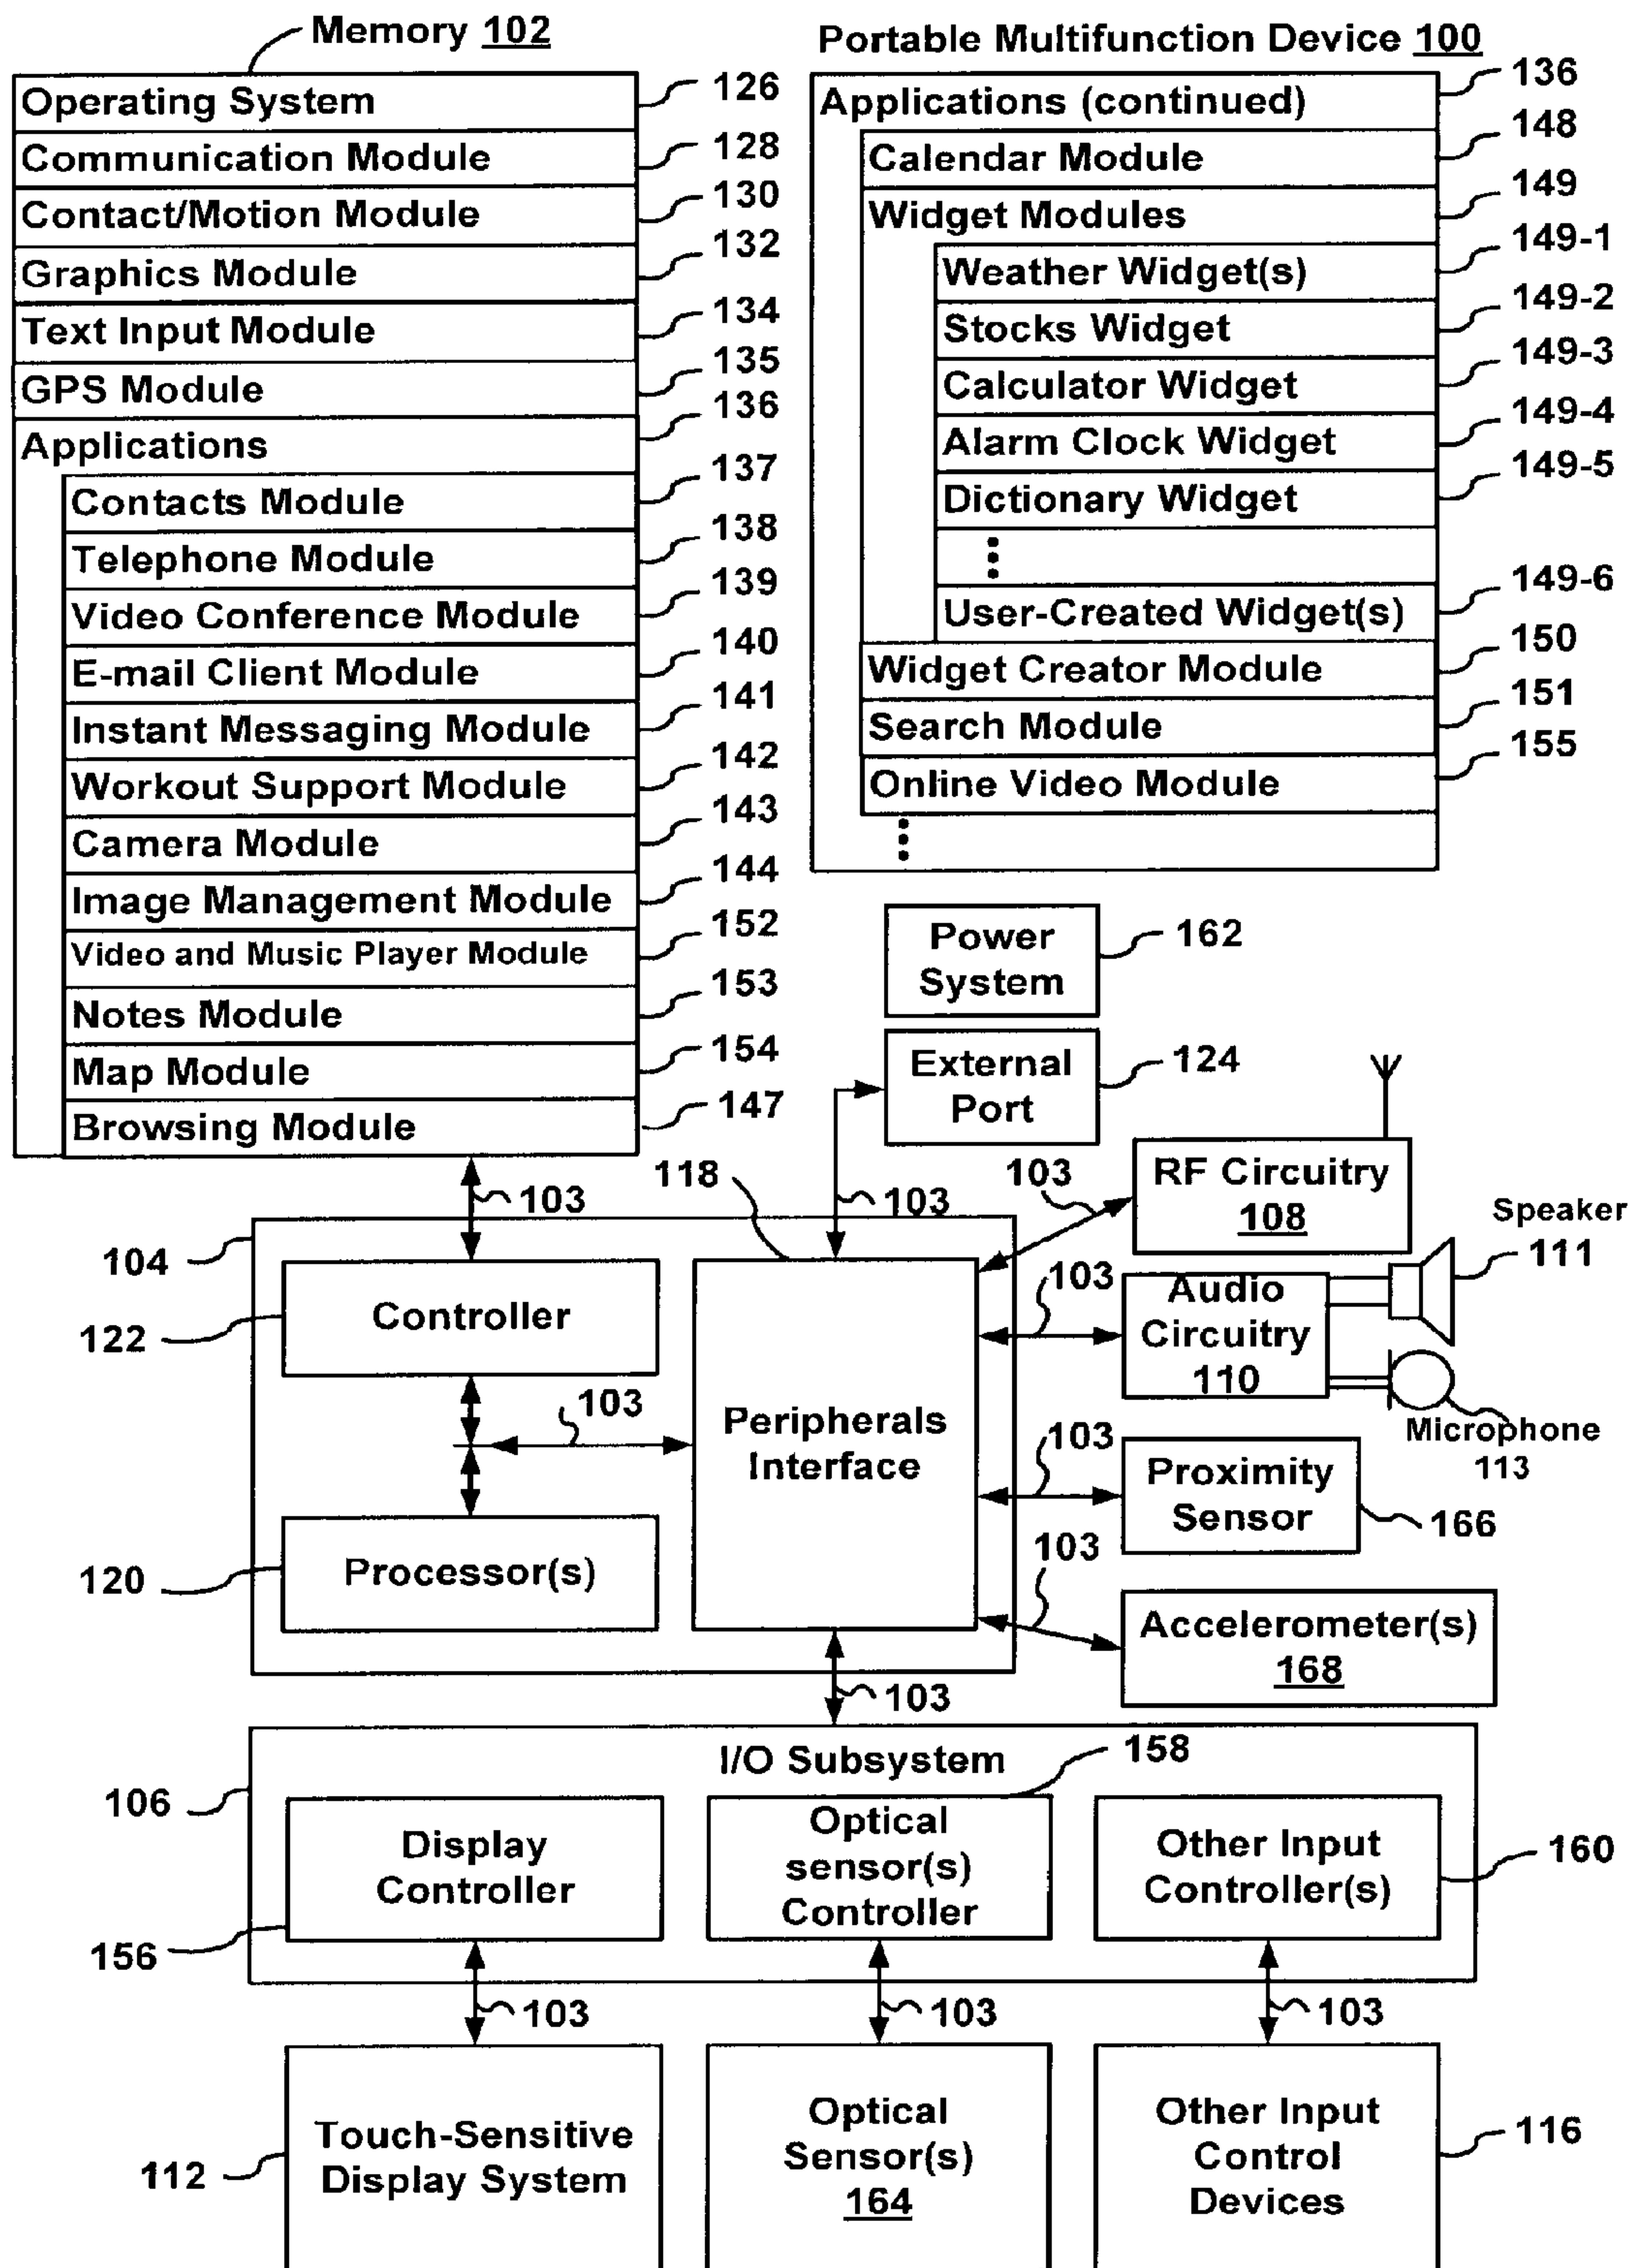 Memory 102
Operating System 126
Communication Module 128
Contact/Motion Module 130
Graphics Module 132
Text Input Module 134
GPS Module 135
Applications 136
Contacts Module 137
Telephone Module 138
Video Conference Module 139
E-mail Client Module 140
Instant Messaging Module 141
Workout Support Module 142
Camera Module 143
Image Management Module 144
Video and Music Player Module 152
Notes Module 153
Map Module 154
Browsing Module 147
Portable Multifunction Device 100
Applications (continued) 136
Calendar Module 148
Widget Modules 149
Weather Widget(s) 149-1
Stocks Widget 149-2
Calculator Widget 149-3
Alarm Clock Widget 149-4
Dictionary Widget 149-5
User-Created Widget(s) 149-6
Widget Creator Module 150
Search Module 151
Online Video Module 155
Power
System
162
External
Port
124
103
118
103
103
RF Circuitry
108
Speaker
111
104
Controller
122
103
Audio
Circuitry
110
Microphone
113
103
Peripherals
Interface
103
Proximity
Sensor
166
Processor(s)
120
103
Accelerometer(s)
168
103
I/O Subsystem
106
158
Display
Controller
156
Optical
sensor(s)
Controller
Other Input
Controller(s)
160
103
103
103
Touch-Sensitive
Display System
112
Optical
Sensor(s)
164
Other Input
Control
Devices
116